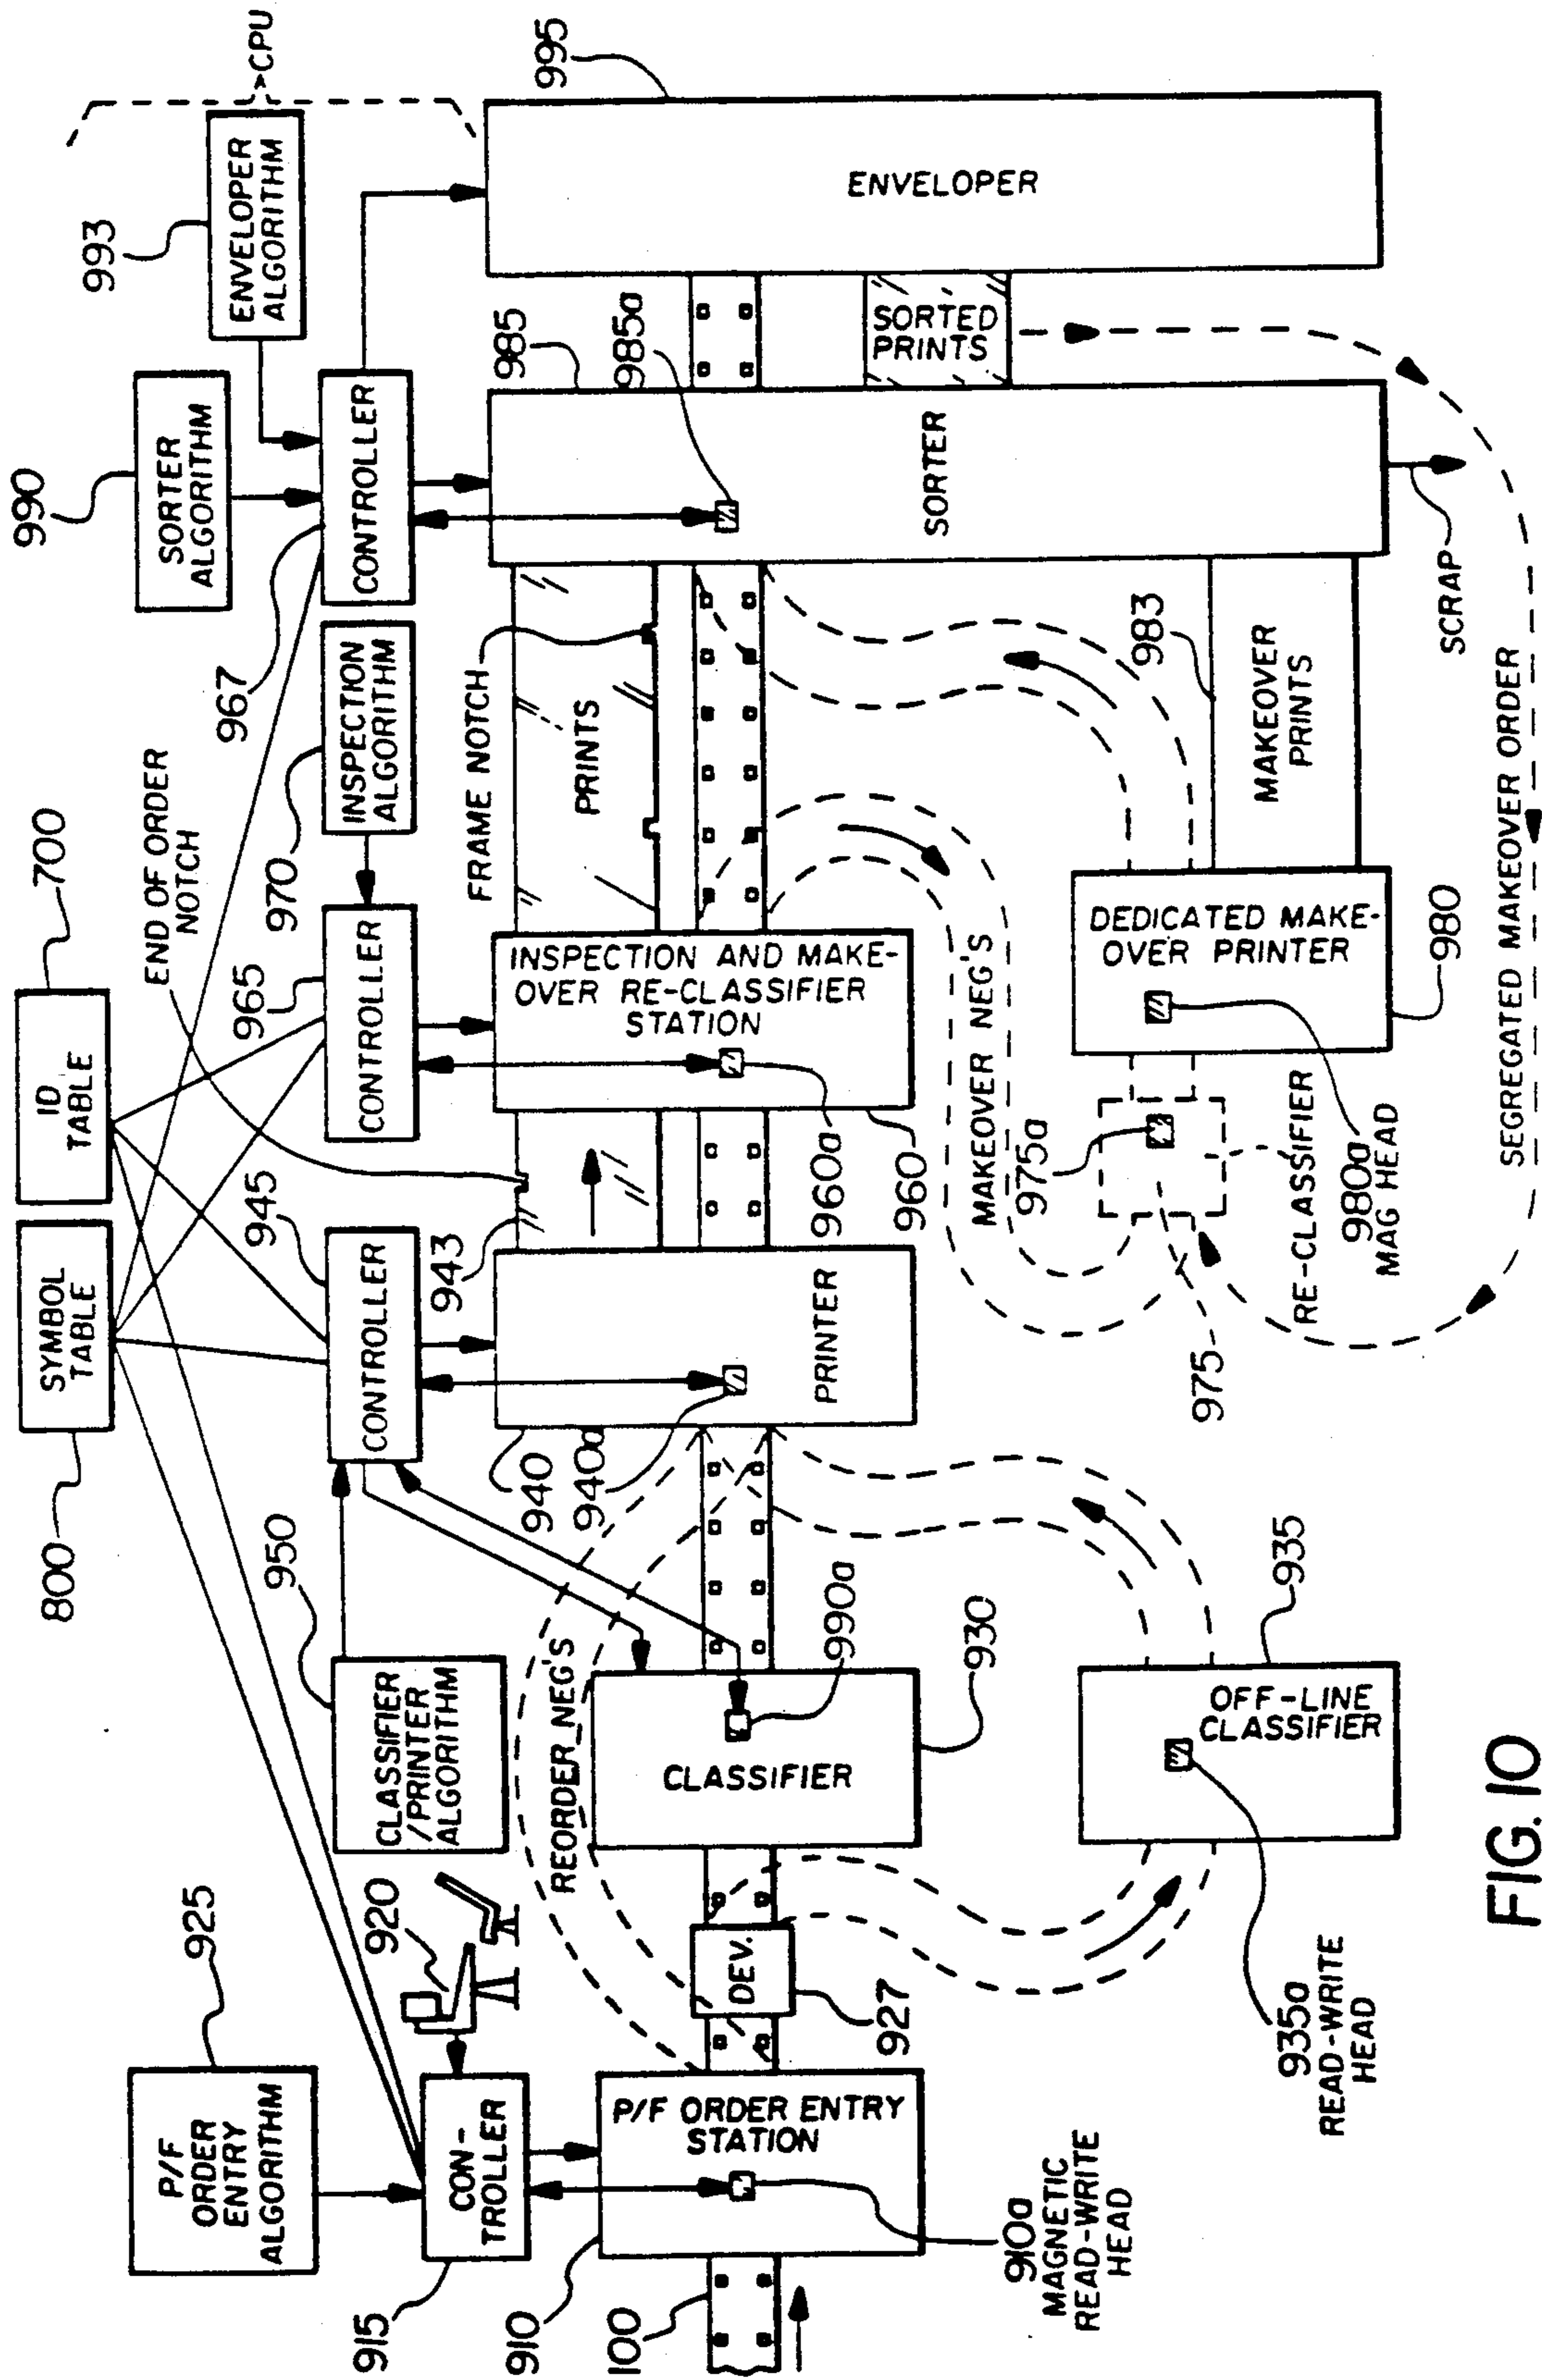 P/F
ORDER
ENTRY
ALGORITHM
925
800
SYMBOL
TABLE
ID
TABLE
700
END OF ORDER
NOTCH
990
SORTER
ALGORITHM
993
ENVELOPER
ALGORITHM
CPU
915
CON-
TROLLER
920
950
CLASSIFIER
/PRINTER
ALGORITHM
945
CONTROLLER
965
CONTROLLER
970
INSPECTION
ALGORITHM
967
CONTROLLER
910
P/F ORDER ENTRY
STATION
100
910a
MAGNETIC
READ-WRITE
HEAD
DEV.
927
REORDER NEG'S
CLASSIFIER
990a
930
940
940a
PRINTER
943
INSPECTION AND MAKE-
OVER RE-CLASSIFIER
STATION
960a
960
FRAME NOTCH
PRINTS
985
985a
SORTER
SORTED
PRINTS
995
ENVELOPER
OFF-LINE
CLASSIFIER
935
935a
READ-WRITE
HEAD
MAKEOVER NEG'S
975a
975
RE-CLASSIFIER
DEDICATED MAKE-
OVER PRINTER
980
980a
MAG HEAD
983
MAKEOVER
PRINTS
SCRAP
SEGREGATED MAKEOVER ORDER
FIG. 10